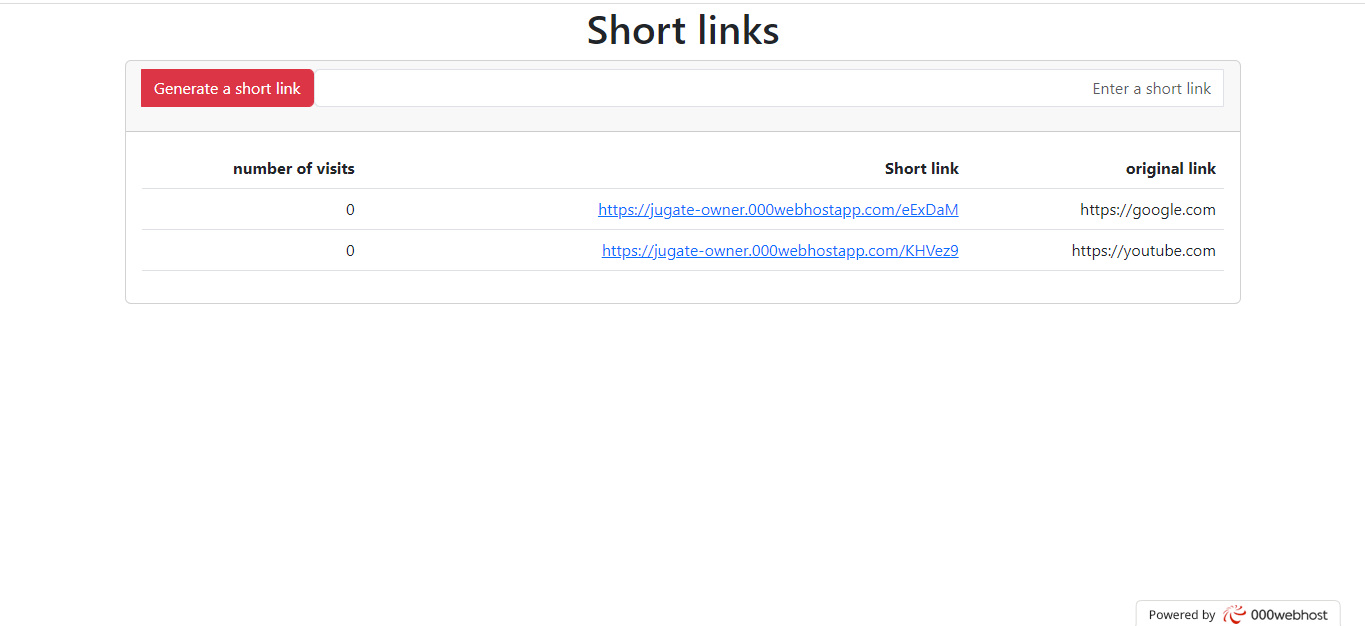 Short links
Generate a short link Enter a short link
number of visits Short link original link
0 https://jugate-owner.000webhostapp.com/eExDaM https://google.com
0 https://jugate-owner.000webhostapp.com/KHVez9 https://youtube.com
Powered by 000webhost